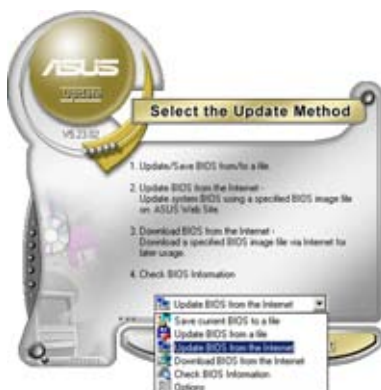 ASUS
Update
V5.23.02
Select the Update Method
1. Update/Save BIOS from/to a file.
2. Update BIOS from the Internet -
Update system BIOS using a specified BIOS image file
on ASUS Web Site.
3. Download BIOS from the Internet -
Download a specified BIOS image file via Internet for
later usage.
4. Check BIOS Information
Update BIOS from the Internet
Save current BIOS to a file
Update BIOS from a file
Update BIOS from the Internet
Download BIOS from the Internet
Check BIOS Information
Options